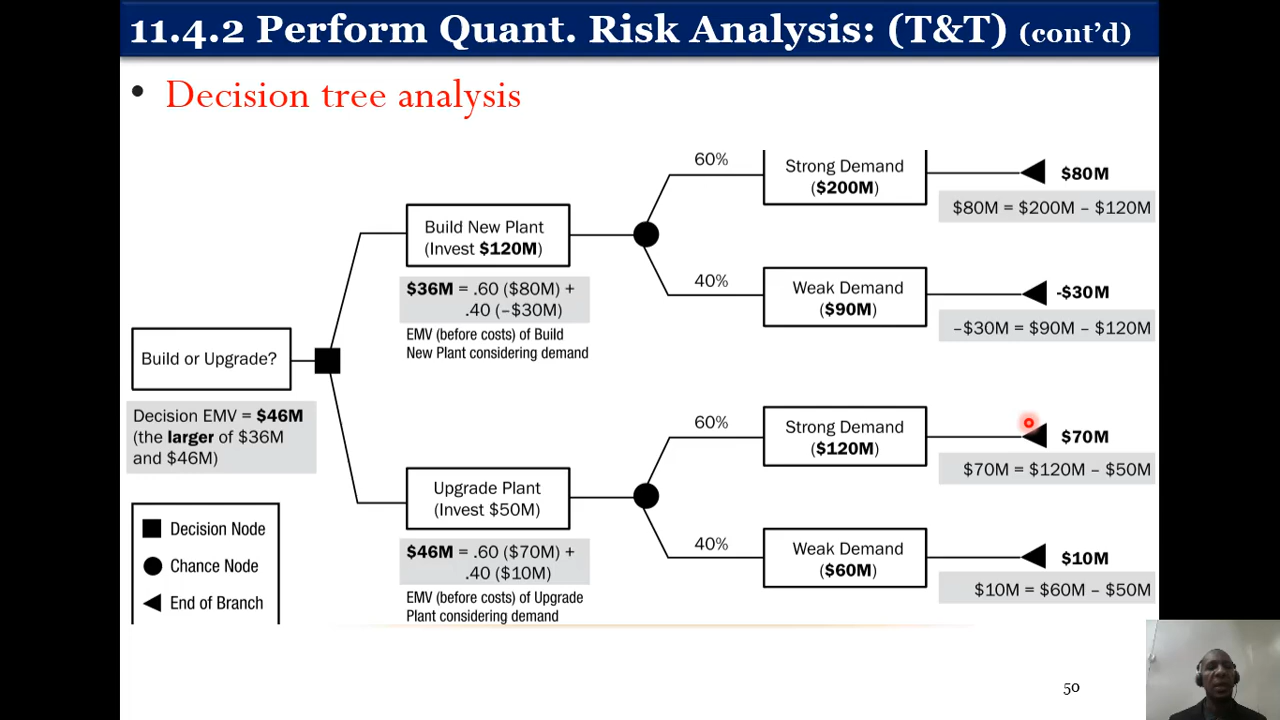 11.4.2 Perform Quant. Risk Analysis: (T&T) (cont’d)
• Decision tree analysis
Build or Upgrade?
Decision EMV = $46M
(the larger of $36M
and $46M)
Decision Node
Chance Node
End of Branch
Build New Plant
(Invest $120M)
$36M = .60 ($80M) +
.40 (–$30M)
EMV (before costs) of Build
New Plant considering demand
60%
Strong Demand
($200M)
$80M
$80M = $200M – $120M
40%
Weak Demand
($90M)
-$30M
–$30M = $90M – $120M
Upgrade Plant
(Invest $50M)
$46M = .60 ($70M) +
.40 ($10M)
EMV (before costs) of Upgrade
Plant considering demand
60%
Strong Demand
($120M)
$70M
$70M = $120M – $50M
40%
Weak Demand
($60M)
$10M
$10M = $60M – $50M
50